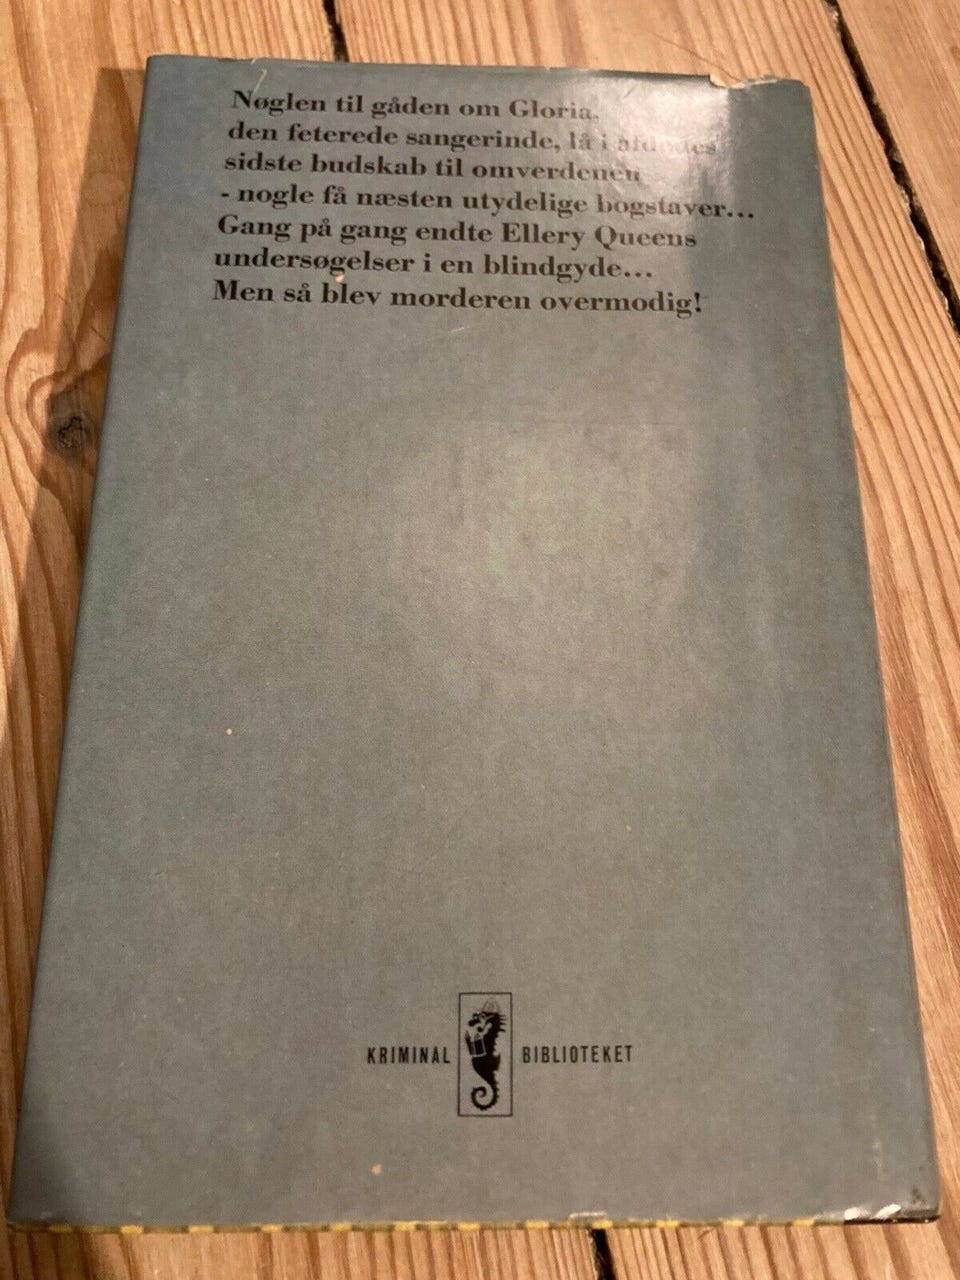 Nøglen til gåden om Gloria,
den feterede sangerinde, lå i afdødes
sidste budskab til omverdenen
- nogle få næsten utydelige bogstaver...
Gang på gang endte Ellery Queens
undersøgelser i en blindgyde...
Men så blev morderen overmodig!
KRIMINAL BIBLIOTEKET